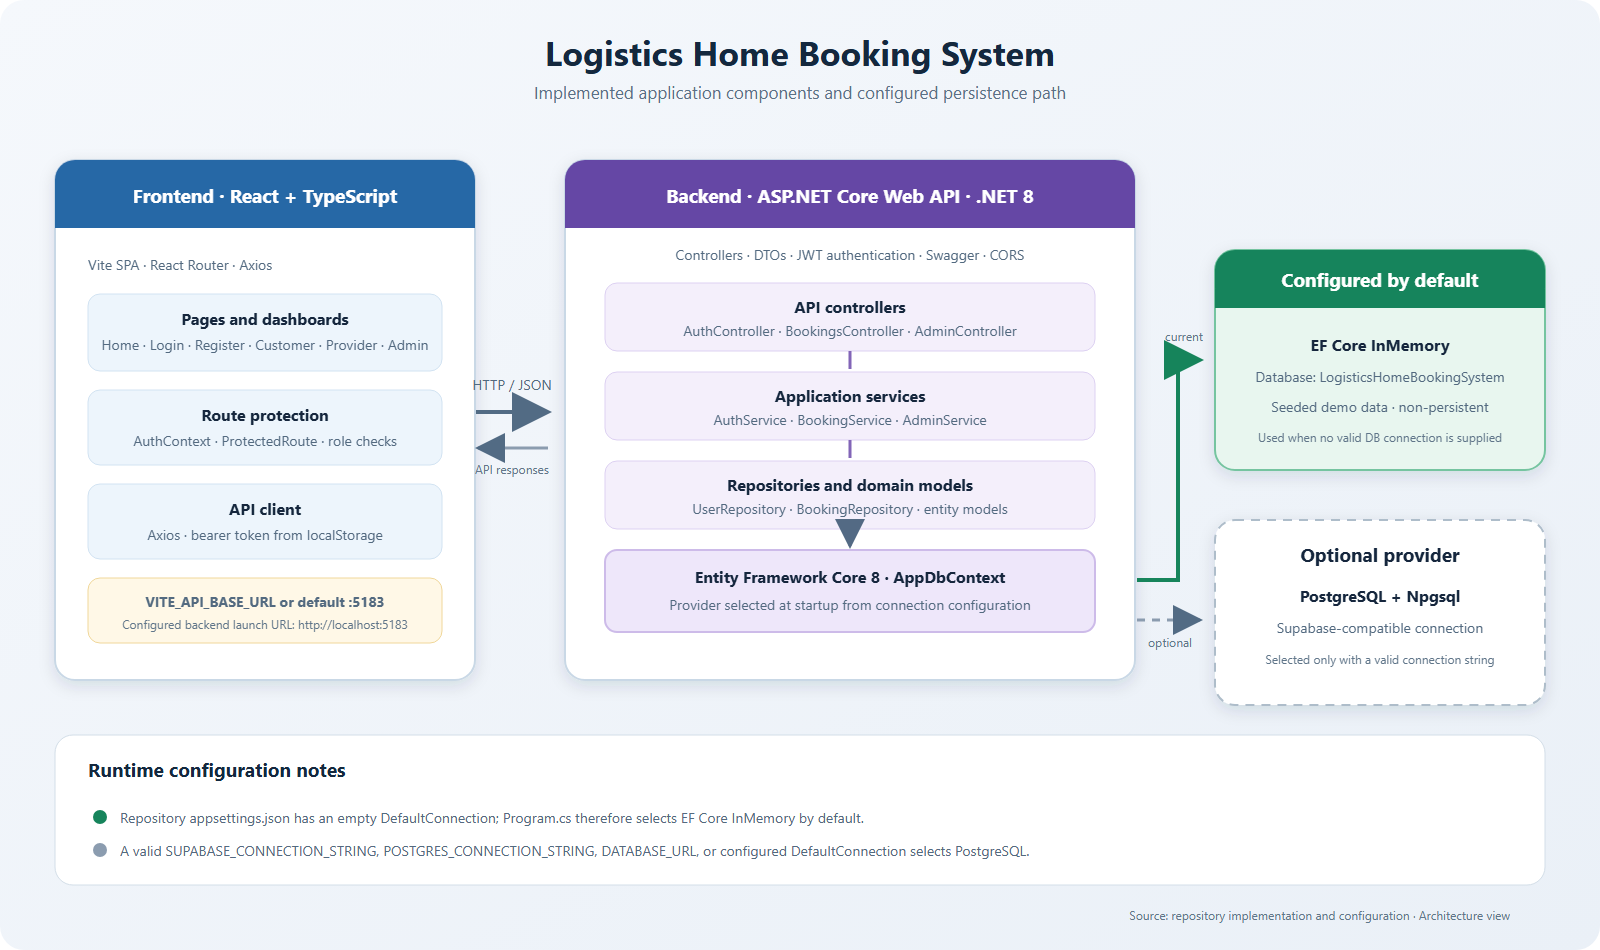 Logistics Home Booking System
Implemented application components and configured persistence path
Frontend · React + TypeScript
Vite SPA · React Router · Axios
Pages and dashboards
Home · Login · Register · Customer · Provider · Admin
Route protection
AuthContext · ProtectedRoute · role checks
API client
Axios · bearer token from localStorage
VITE_API_BASE_URL or default :5183
Configured backend launch URL: http://localhost:5183
HTTP / JSON
API responses
Backend · ASP.NET Core Web API · .NET 8
Controllers · DTOs · JWT authentication · Swagger · CORS
API controllers
AuthController · BookingsController · AdminController
Application services
AuthService · BookingService · AdminService
Repositories and domain models
UserRepository · BookingRepository · entity models
Entity Framework Core 8 · AppDbContext
Provider selected at startup from connection configuration
current
optional
Configured by default
EF Core InMemory
Database: LogisticsHomeBookingSystem
Seeded demo data · non-persistent
Used when no valid DB connection is supplied
Optional provider
PostgreSQL + Npgsql
Supabase-compatible connection
Selected only with a valid connection string
Runtime configuration notes
Repository appsettings.json has an empty DefaultConnection; Program.cs therefore selects EF Core InMemory by default.
A valid SUPABASE_CONNECTION_STRING, POSTGRES_CONNECTION_STRING, DATABASE_URL, or configured DefaultConnection selects PostgreSQL.
Source: repository implementation and configuration · Architecture view